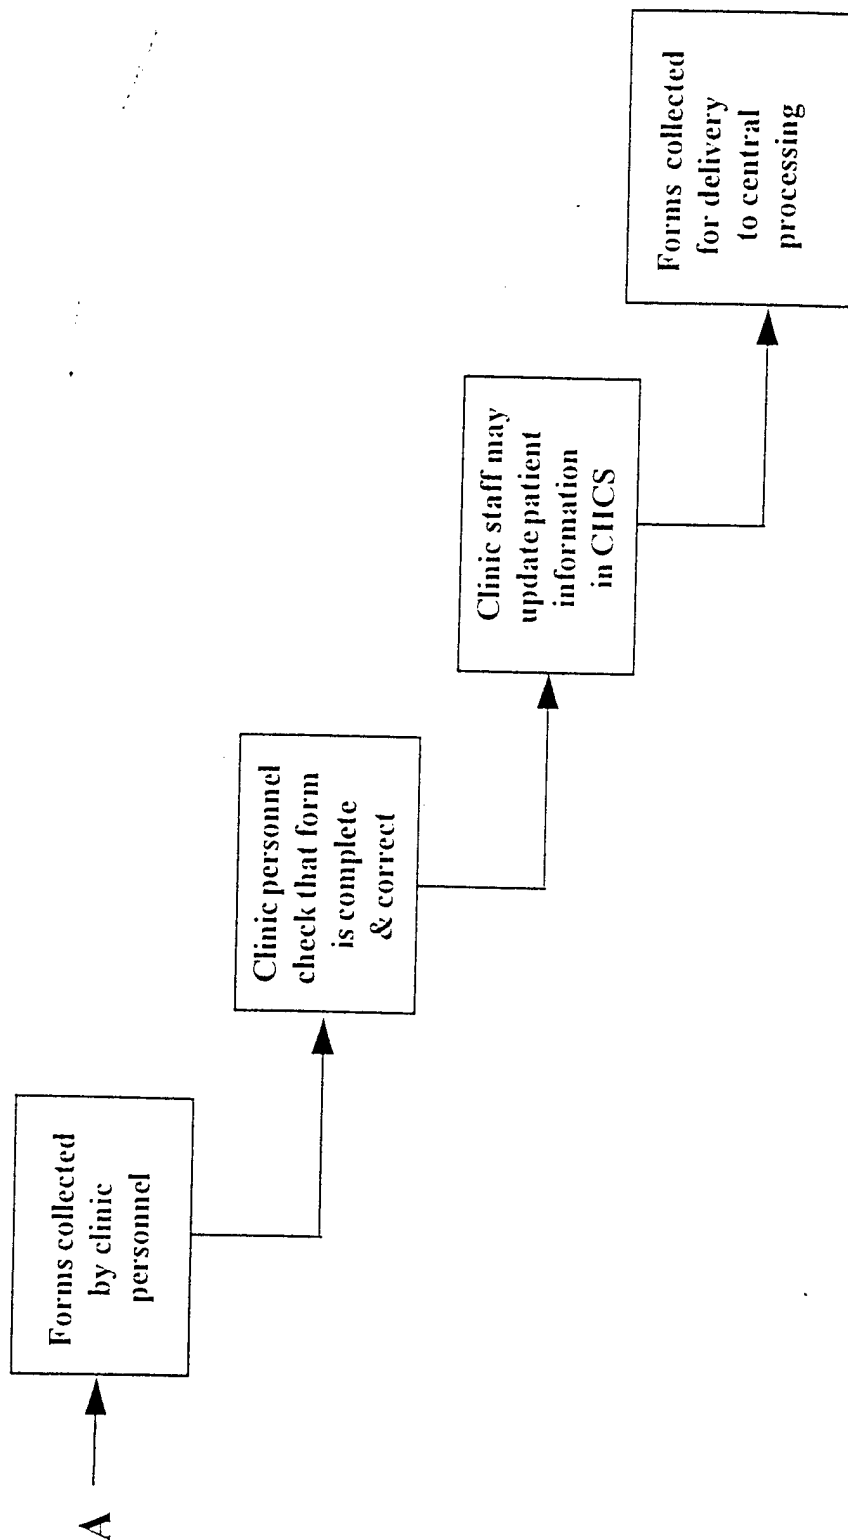 A
Forms collected
by clinic
personnel
Clinic personnel
check that form
is complete
& correct
Clinic staff may
update patient
information
in CHCS
Forms collected
for delivery
to central
processing